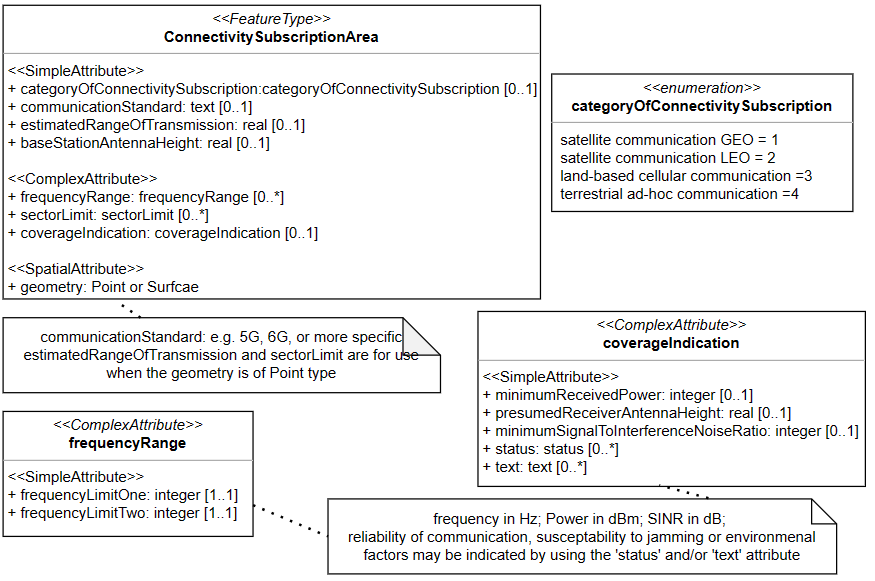 <<FeatureType>>
ConnectivitySubscriptionArea
<<SimpleAttribute>>
+ categoryOfConnectivitySubscription:categoryOfConnectivitySubscription [0..1]
+ communicationStandard: text [0..1]
+ estimatedRangeOfTransmission: real [0..1]
+ baseStationAntennaHeight: real [0..1]
<<ComplexAttribute>>
+ frequencyRange: frequencyRange [0..*]
+ sectorLimit: sectorLimit [0..*]
+ coverageIndication: coverageIndication [0..1]
<<SpatialAttribute>>
+ geometry: Point or Surfcae
<<enumeration>>
categoryOfConnectivitySubscription
satellite communication GEO = 1
satellite communication LEO = 2
land-based cellular communication =3
terrestrial ad-hoc communication =4
communicationStandard: e.g. 5G, 6G, or more specific
estimatedRangeOfTransmission and sectorLimit are for use
when the geometry is of Point type
<<ComplexAttribute>>
coverageIndication
<<SimpleAttribute>>
+ minimumReceivedPower: integer [0..1]
+ presumedReceiverAntennaHeight: real [0..1]
+ minimumSignalToInterferenceNoiseRatio: integer [0..1]
+ status: status [0..*]
+ text: text [0..*]
<<ComplexAttribute>>
frequencyRange
<<SimpleAttribute>>
+ frequencyLimitOne: integer [1..1]
+ frequencyLimitTwo: integer [1..1]
frequency in Hz; Power in dBm; SINR in dB;
reliability of communication, susceptability to jamming or environmenal
factors may be indicated by using the 'status' and/or 'text' attribute